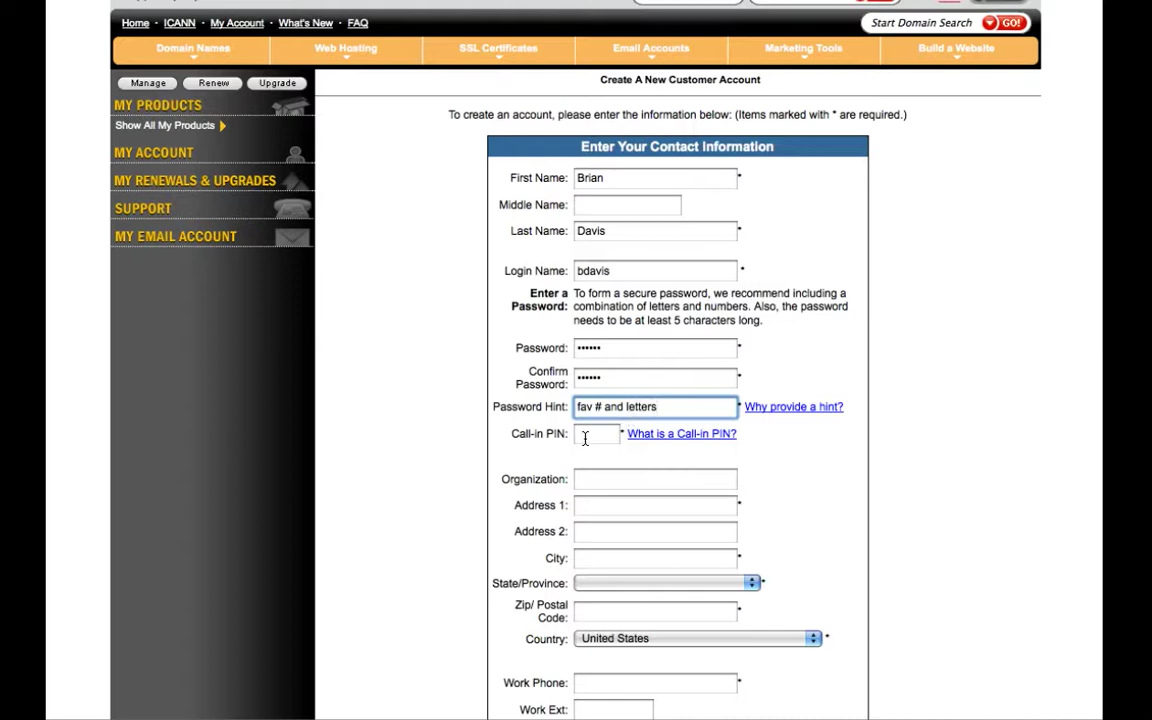 Home · ICANN · My Account · What's New · FAQ
Start Domain Search GO!
Domain Names Web Hosting SSL Certificates Email Accounts Marketing Tools Build a Website
Manage Renew Upgrade
MY PRODUCTS
Show All My Products
MY ACCOUNT
MY RENEWALS & UPGRADES
SUPPORT
MY EMAIL ACCOUNT
Create A New Customer Account
To create an account, please enter the information below: (Items marked with * are required.)
Enter Your Contact Information
First Name: Brian *
Middle Name:
Last Name: Davis *
Login Name: bdavis *
Enter a Password: To form a secure password, we recommend including a
combination of letters and numbers. Also, the password
needs to be at least 5 characters long.
Password: •••••• *
Confirm Password: •••••• *
Password Hint: fav # and letters * Why provide a hint?
Call-in PIN: * What is a Call-in PIN?
Organization:
Address 1: *
Address 2:
City: *
State/Province: *
Zip/ Postal
Code: *
Country: United States *
Work Phone: *
Work Ext: